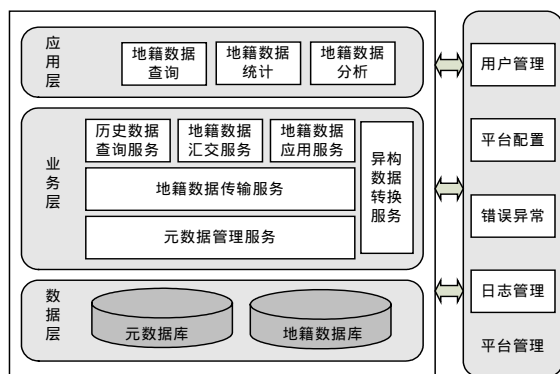 应用层
地籍数据
查询
地籍数据
统计
地籍数据
分析
业务层
历史数据
查询服务
地籍数据
汇交服务
地籍数据
应用服务
异构
数据
转换
服务
地籍数据传输服务
元数据管理服务
数据层
元数据库
地籍数据库
用户管理
平台配置
错误异常
日志管理
平台管理